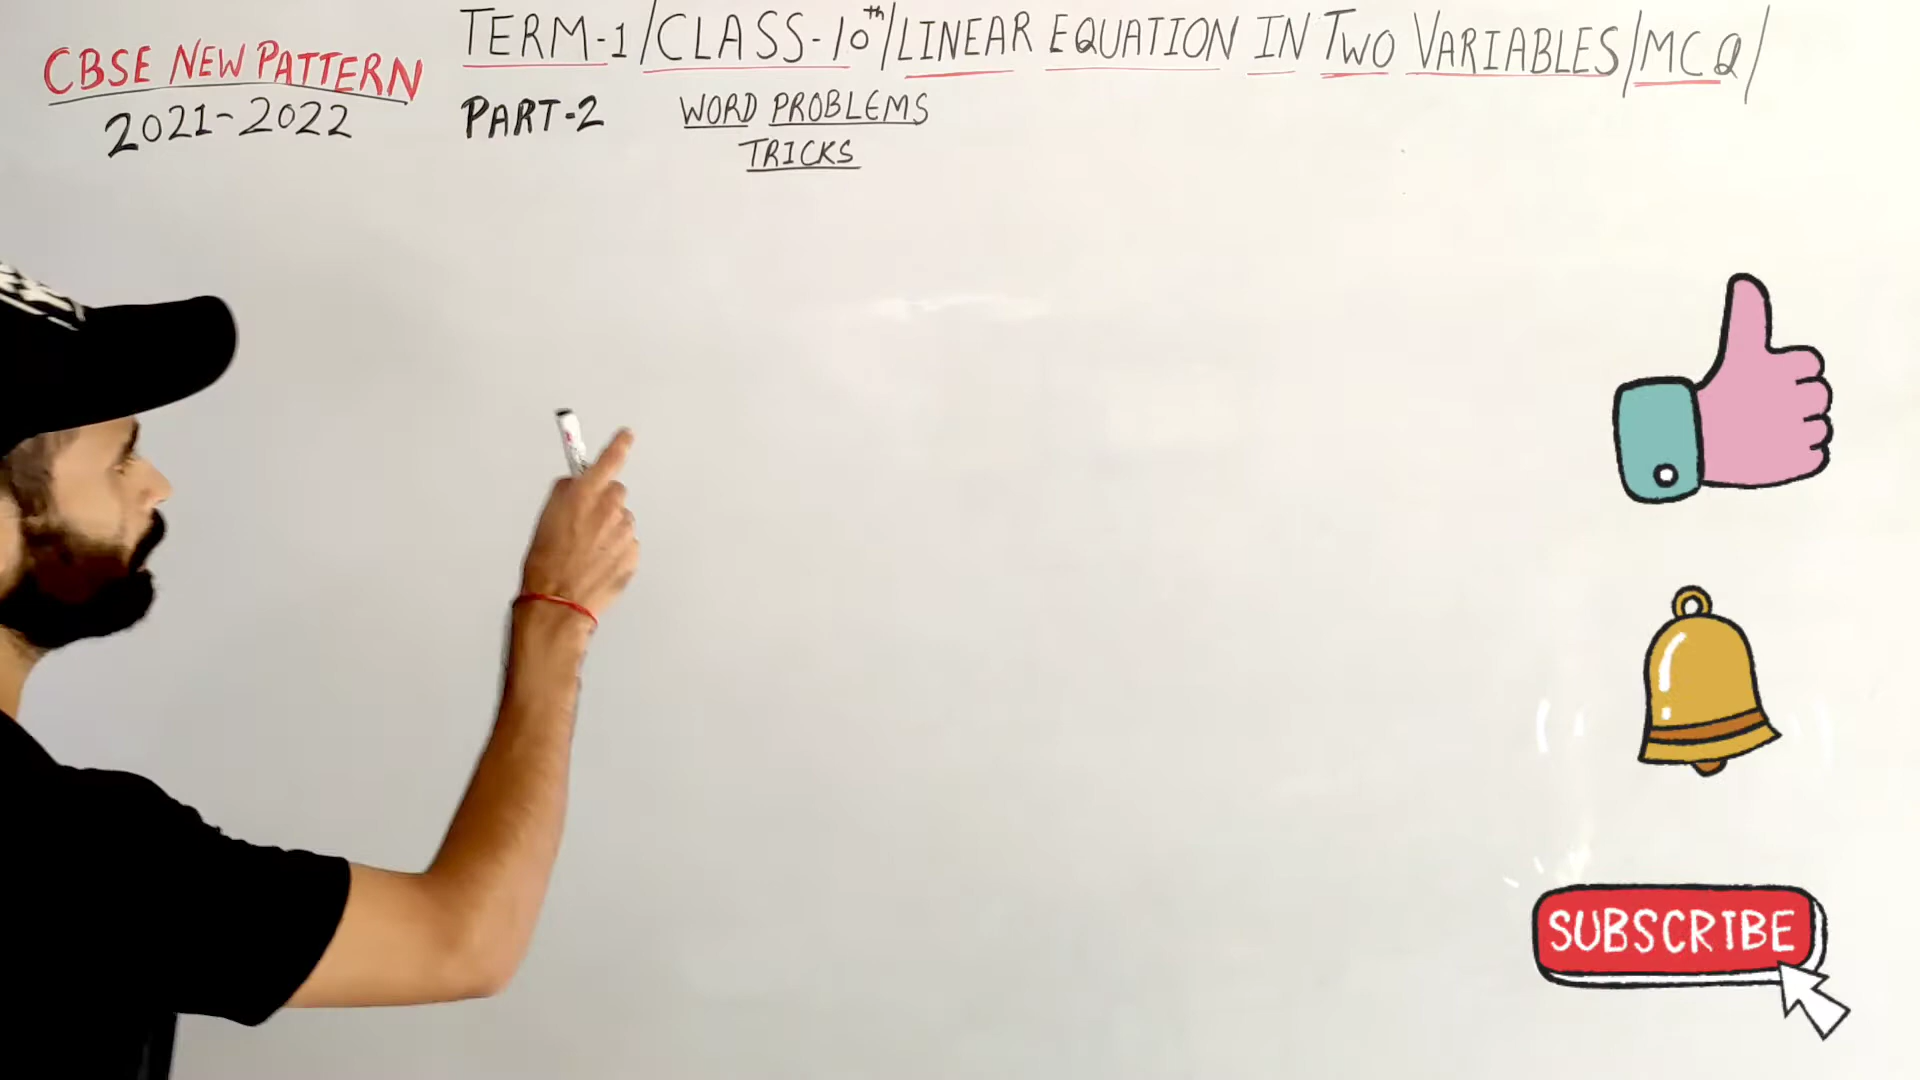 CBSE NEW PATTERN
2021-2022
TERM-1/CLASS-10th/LINEAR EQUATION IN TWO VARIABLES/MCQ/
PART-2 WORD PROBLEMS
TRICKS
SUBSCRIBE